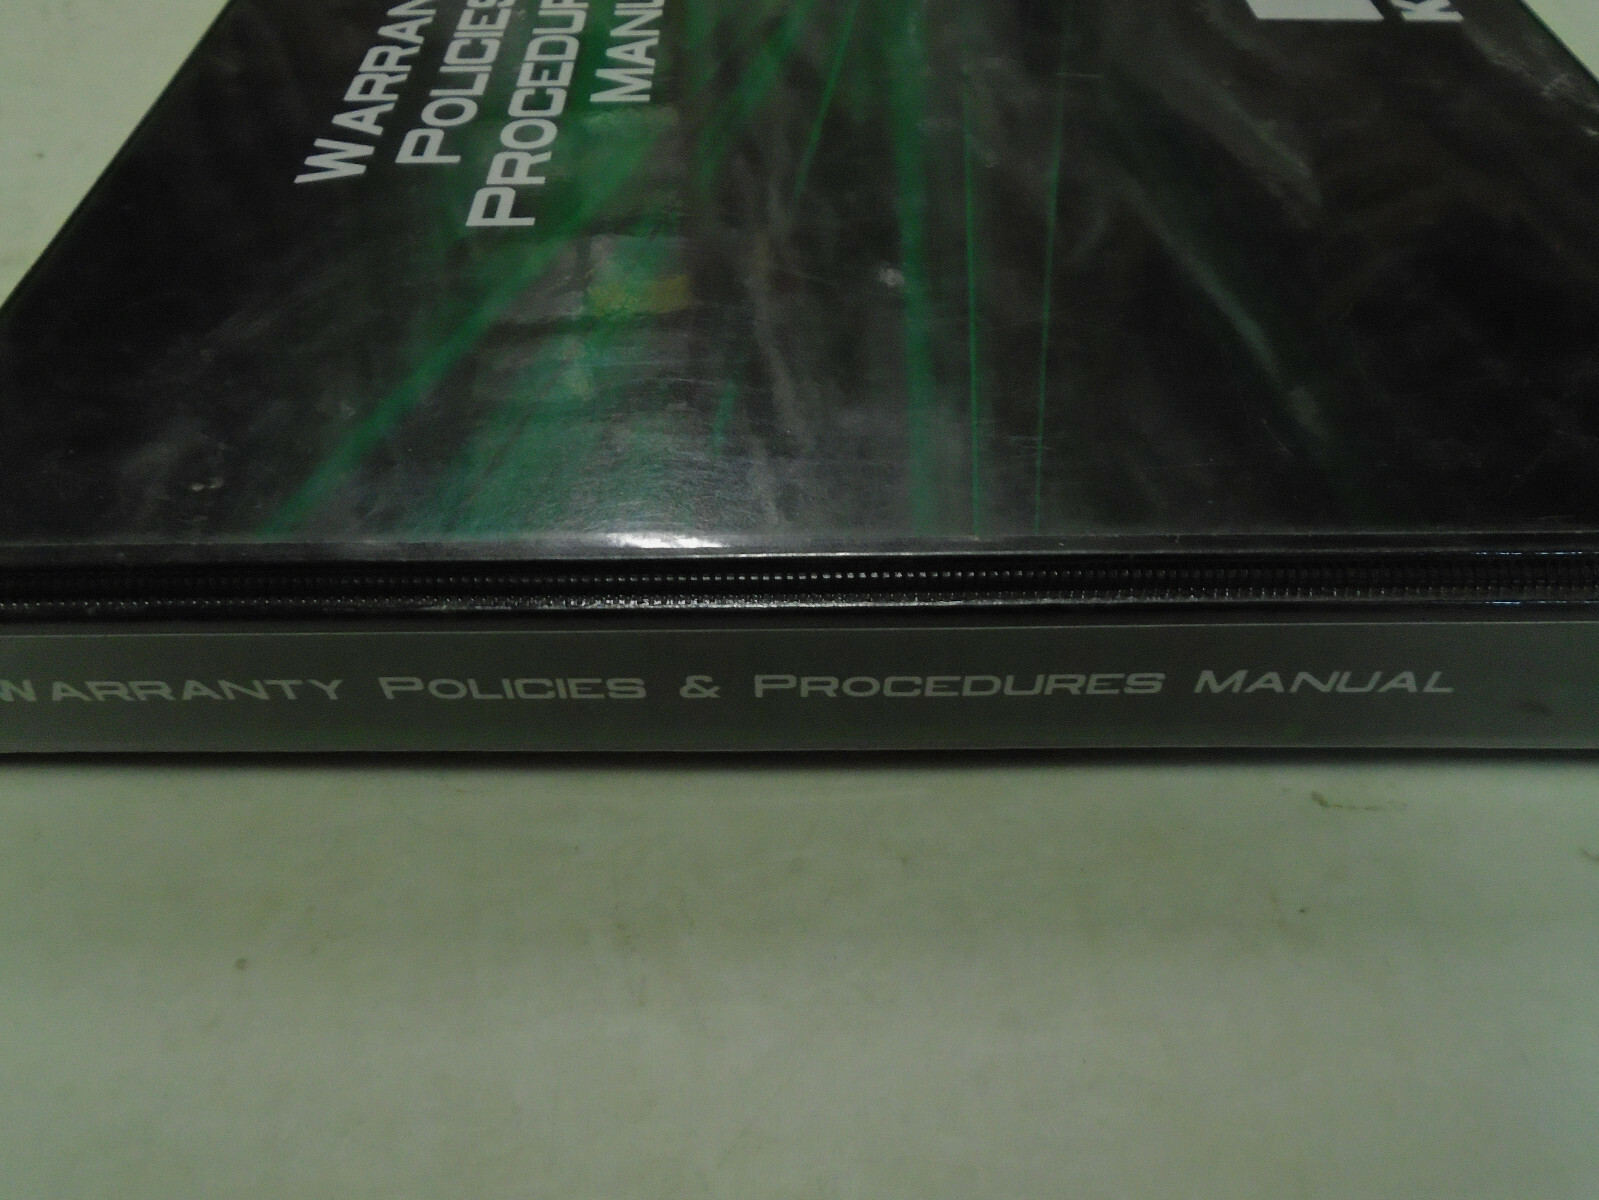 WARRAN
POLICIES
PROCEDUR
MANU
K
WARRANTY POLICIES & PROCEDURES MANUAL